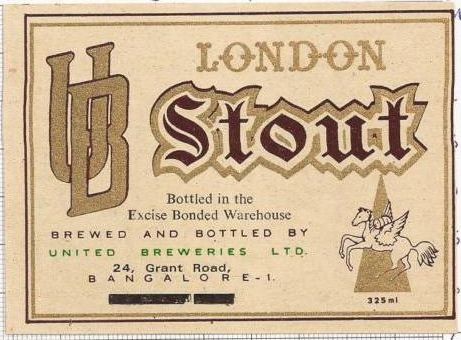 UB
LONDON
Stout
Bottled in the
Excise Bonded Warehouse
BREWED AND BOTTLED BY
UNITED BREWERIES LTD.
24, Grant Road,
BANGALORE-1.
325ml